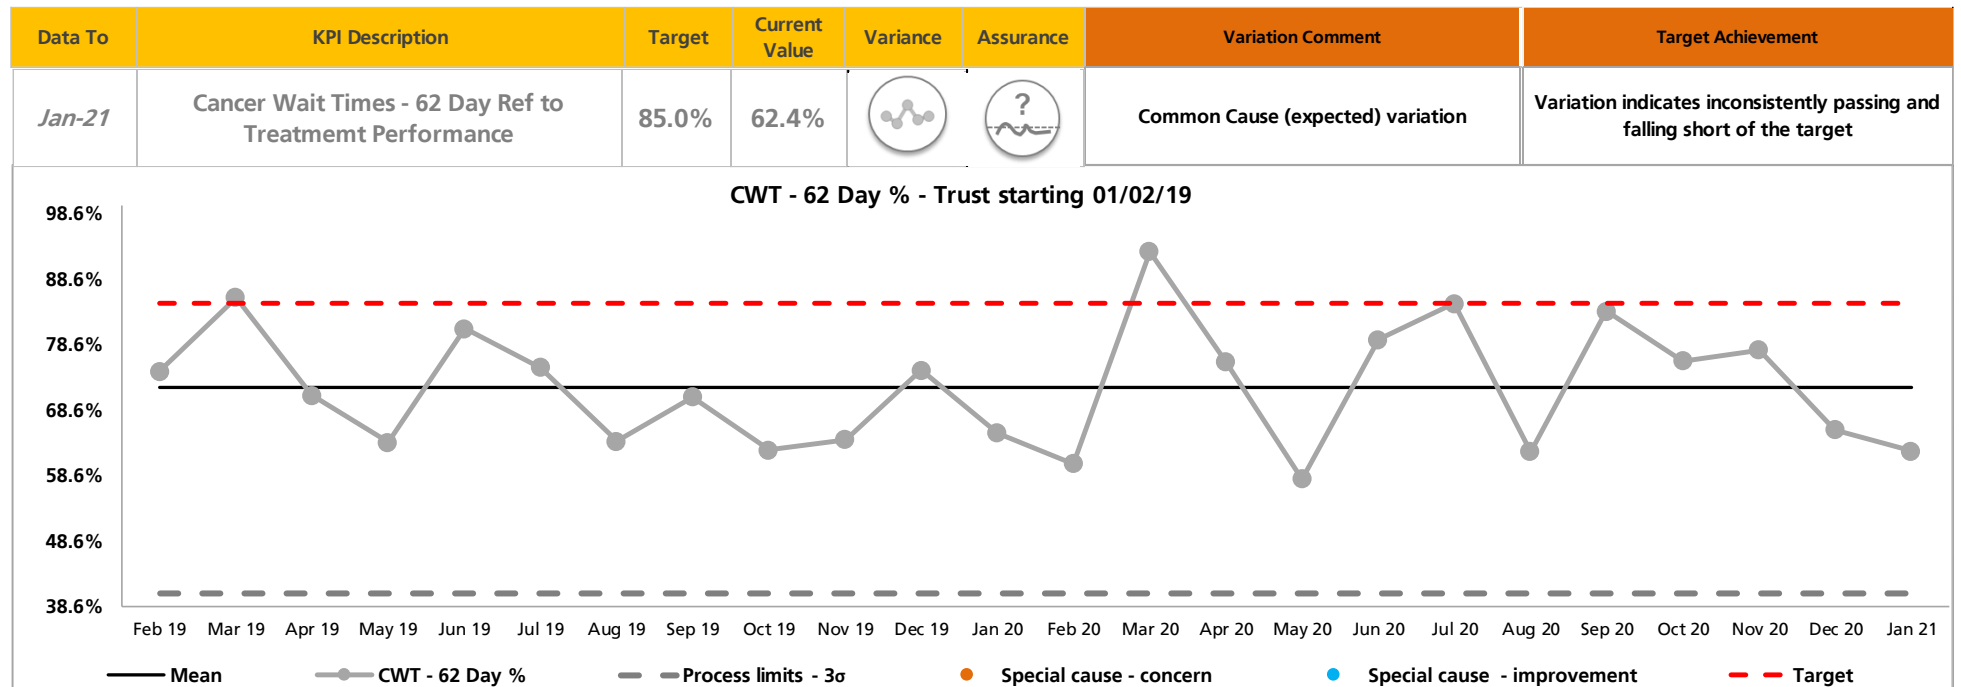 Data To
KPI Description
Target
Current
Value
Variance
Assurance
Variation Comment
Target Achievement
Jan-21
Cancer Wait Times - 62 Day Ref to
Treatmemt Performance
85.0%
62.4%
?
Common Cause (expected) variation
Variation indicates inconsistently passing and
falling short of the target
CWT - 62 Day % - Trust starting 01/02/19
98.6%
88.6%
78.6%
68.6%
58.6%
48.6%
38.6%
Feb 19 Mar 19 Apr 19 May 19 Jun 19 Jul 19 Aug 19 Sep 19 Oct 19 Nov 19 Dec 19 Jan 20 Feb 20 Mar 20 Apr 20 May 20 Jun 20 Jul 20 Aug 20 Sep 20 Oct 20 Nov 20 Dec 20 Jan 21
Mean CWT - 62 Day % Process limits - 3σ Special cause - concern Special cause - improvement Target